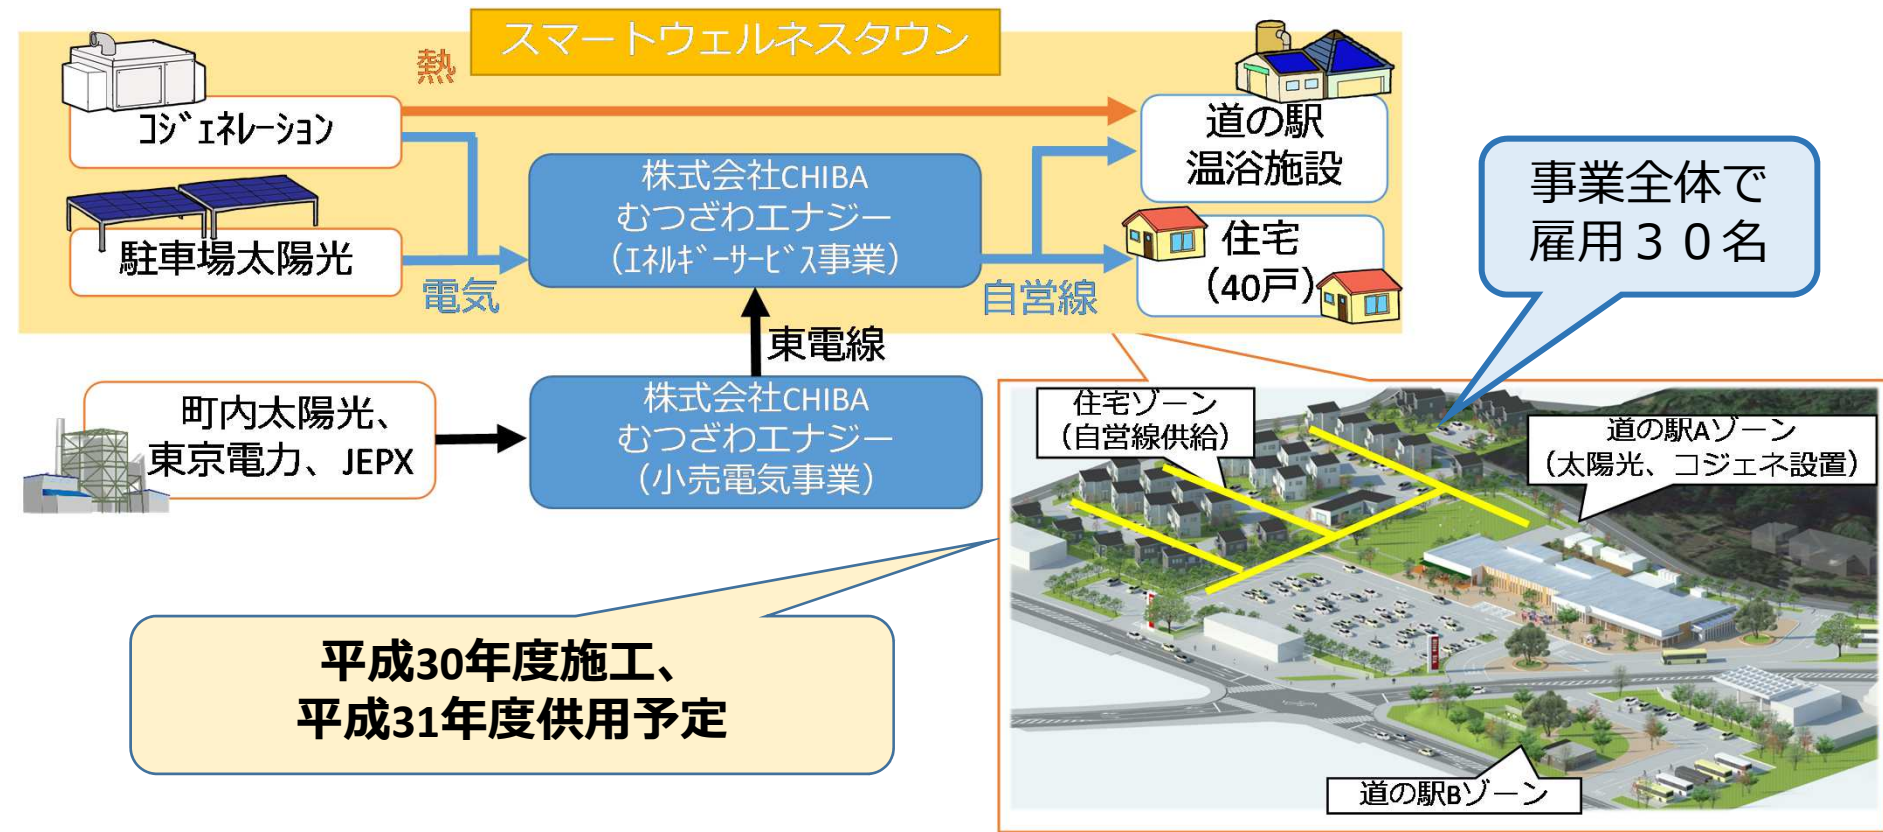 スマートウェルネスタウン
熱
コジェネレーション
道の駅
温浴施設
株式会社CHIBA
むつざわエナジー
（エネルギーサービス事業）
駐車場太陽光
電気
自営線
住宅
（40戸）
事業全体で
雇用３０名
東電線
町内太陽光、
東京電力、JEPX
株式会社CHIBA
むつざわエナジー
（小売電気事業）
住宅ゾーン
（自営線供給）
道の駅Aゾーン
（太陽光、コジェネ設置）
平成30年度施工、
平成31年度供用予定
道の駅Bゾーン